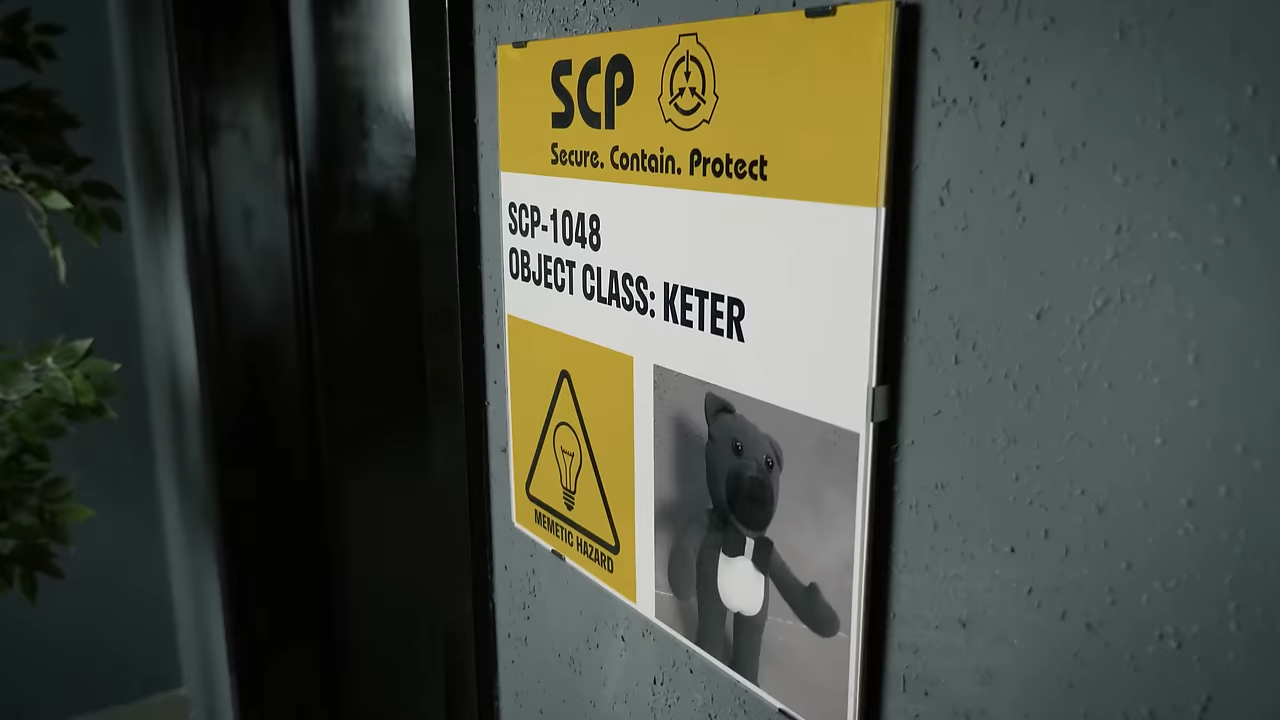 SCP
Secure. Contain. Protect
SCP-1048
OBJECT CLASS: KETER
MEMETIC HAZARD